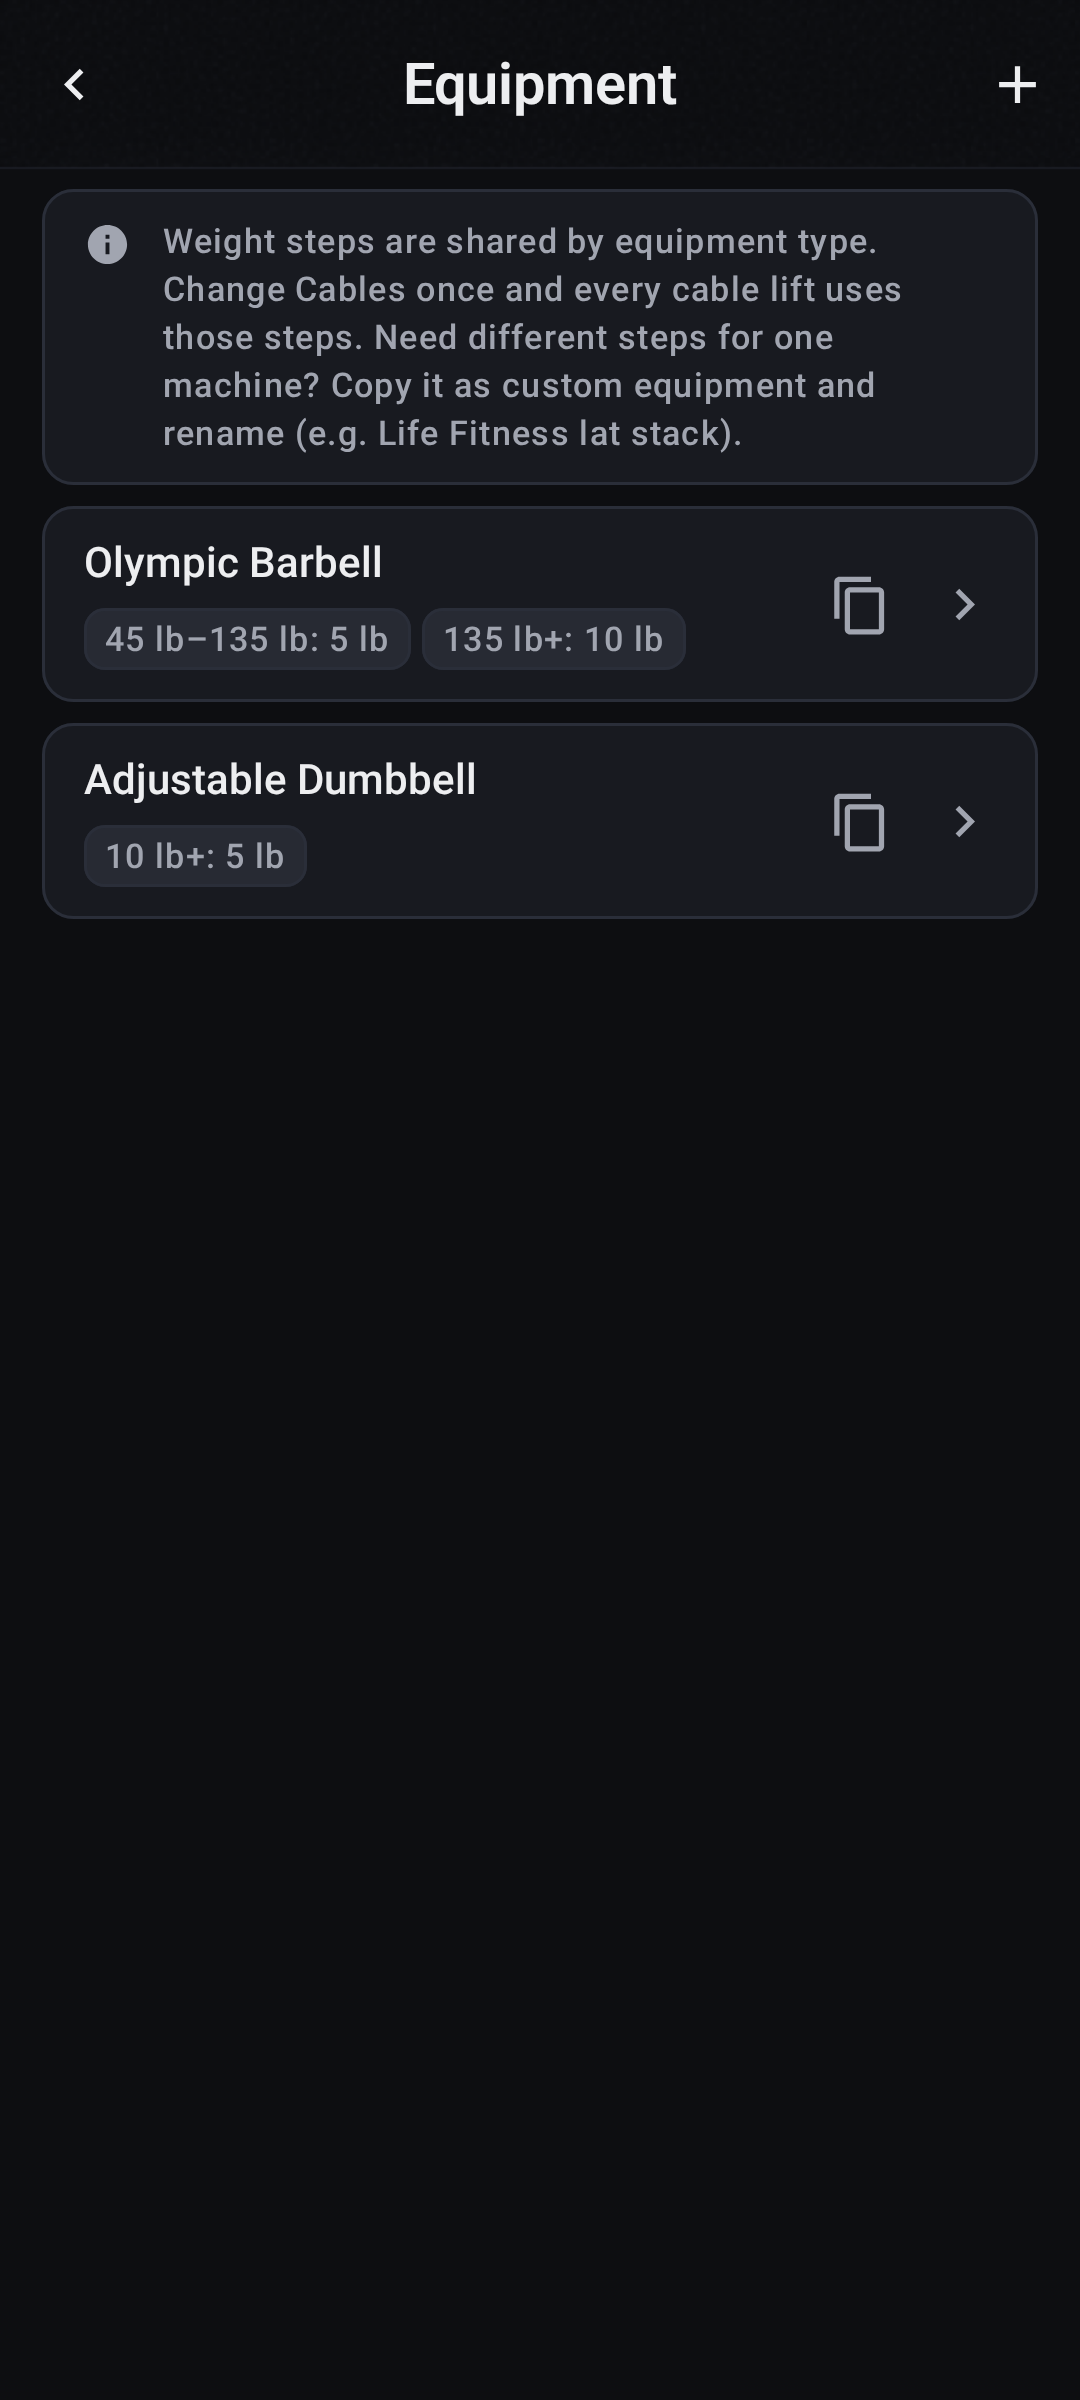 Equipment
Weight steps are shared by equipment type.
Change Cables once and every cable lift uses
those steps. Need different steps for one
machine? Copy it as custom equipment and
rename (e.g. Life Fitness lat stack).
Olympic Barbell
45 lb–135 lb: 5 lb
135 lb+: 10 lb
Adjustable Dumbbell
10 lb+: 5 lb